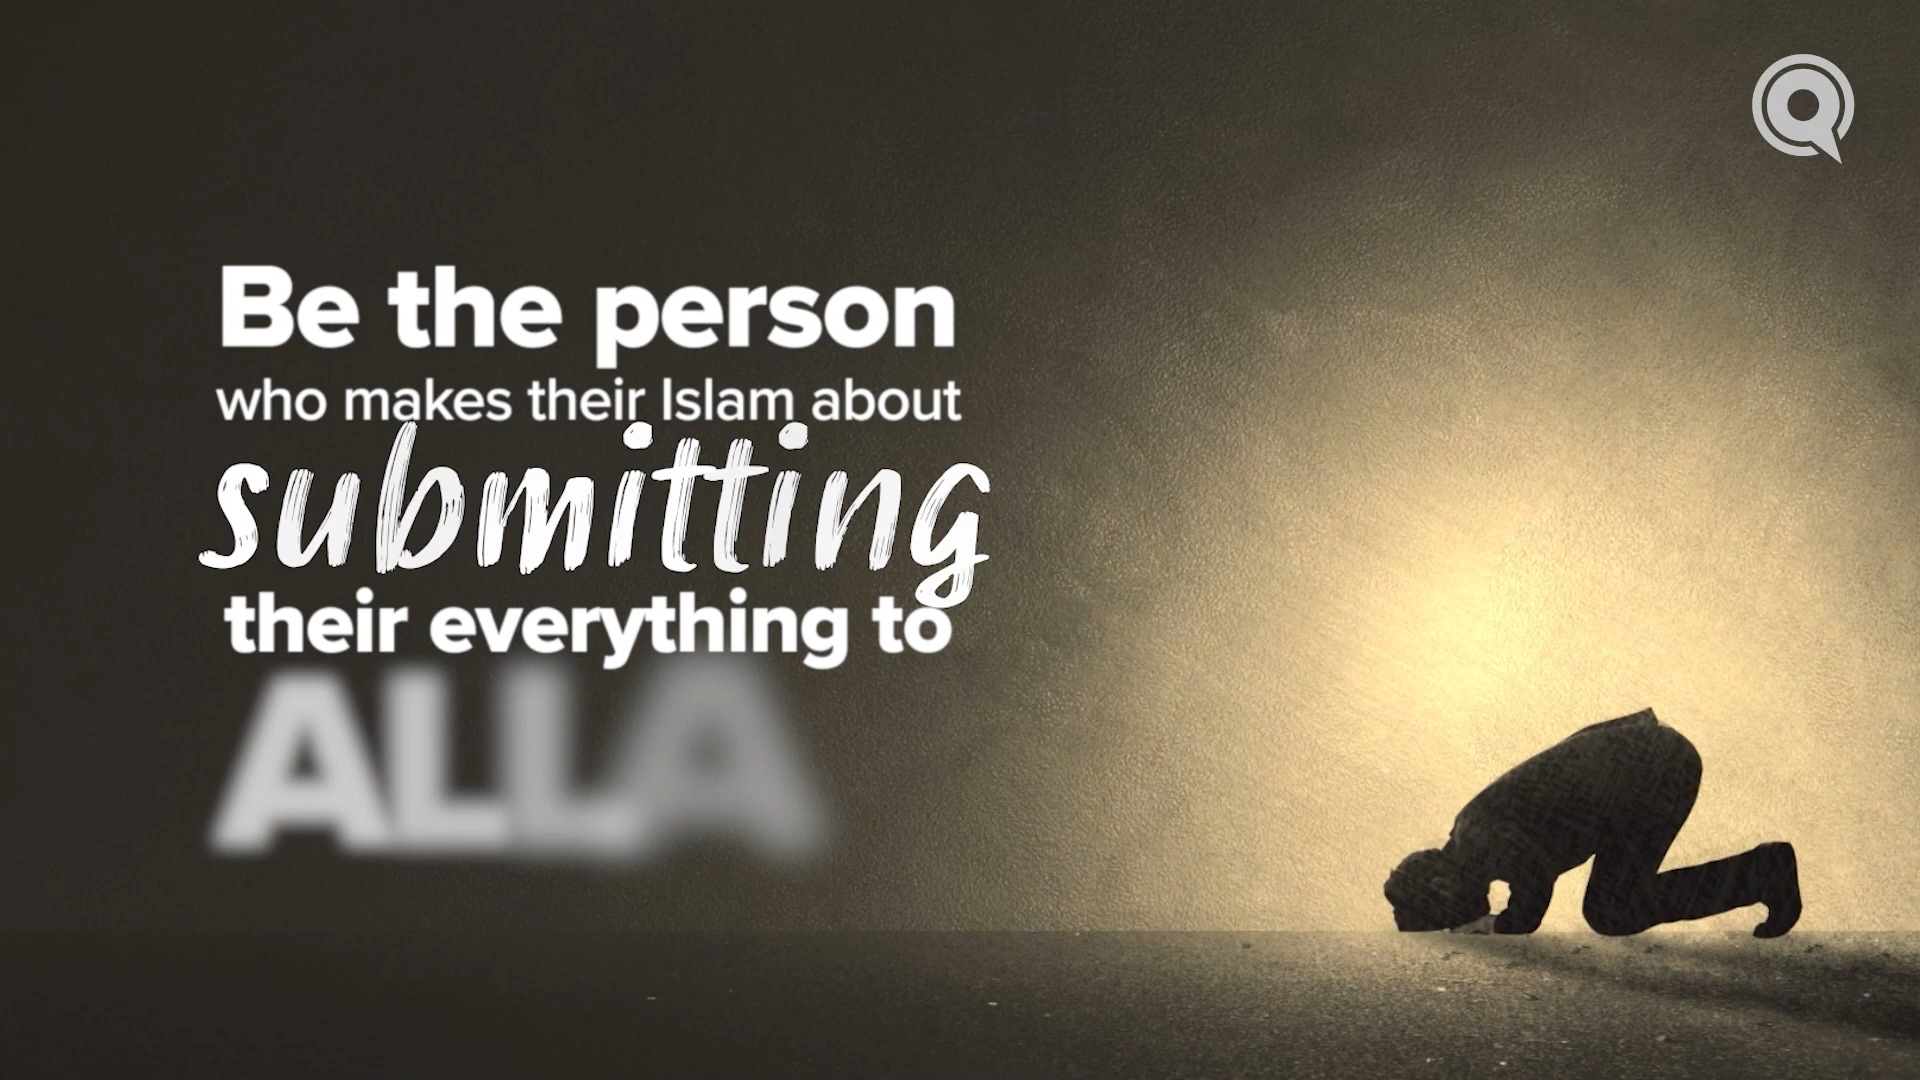 Be the person
who makes their Islam about
submitting
their everything to
ALLA